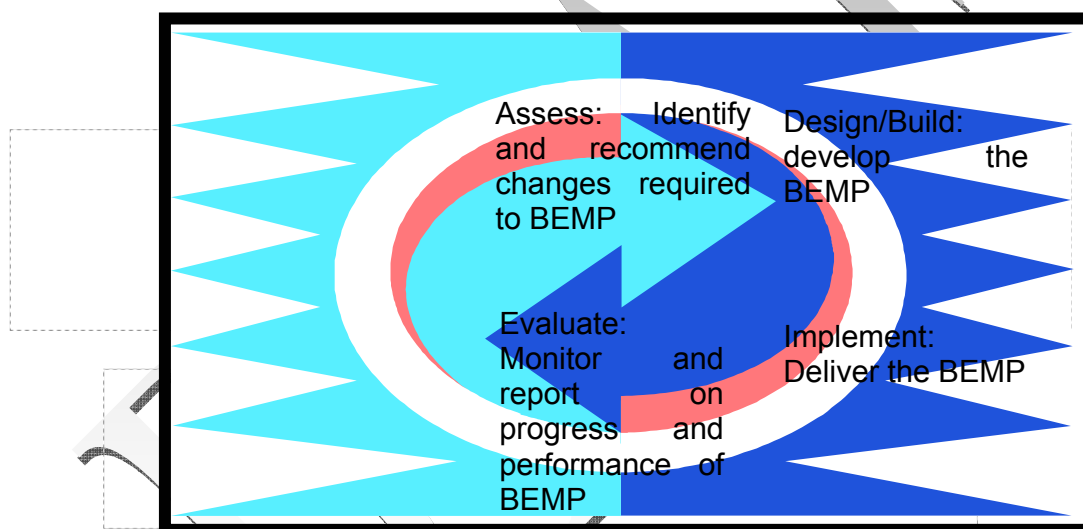 Assess: Identify
and recommend
changes required
to BEMP
Design/Build:
develop the
BEMP
Evaluate:
Monitor and
report on
progress and
performance of
BEMP
Implement:
Deliver the BEMP